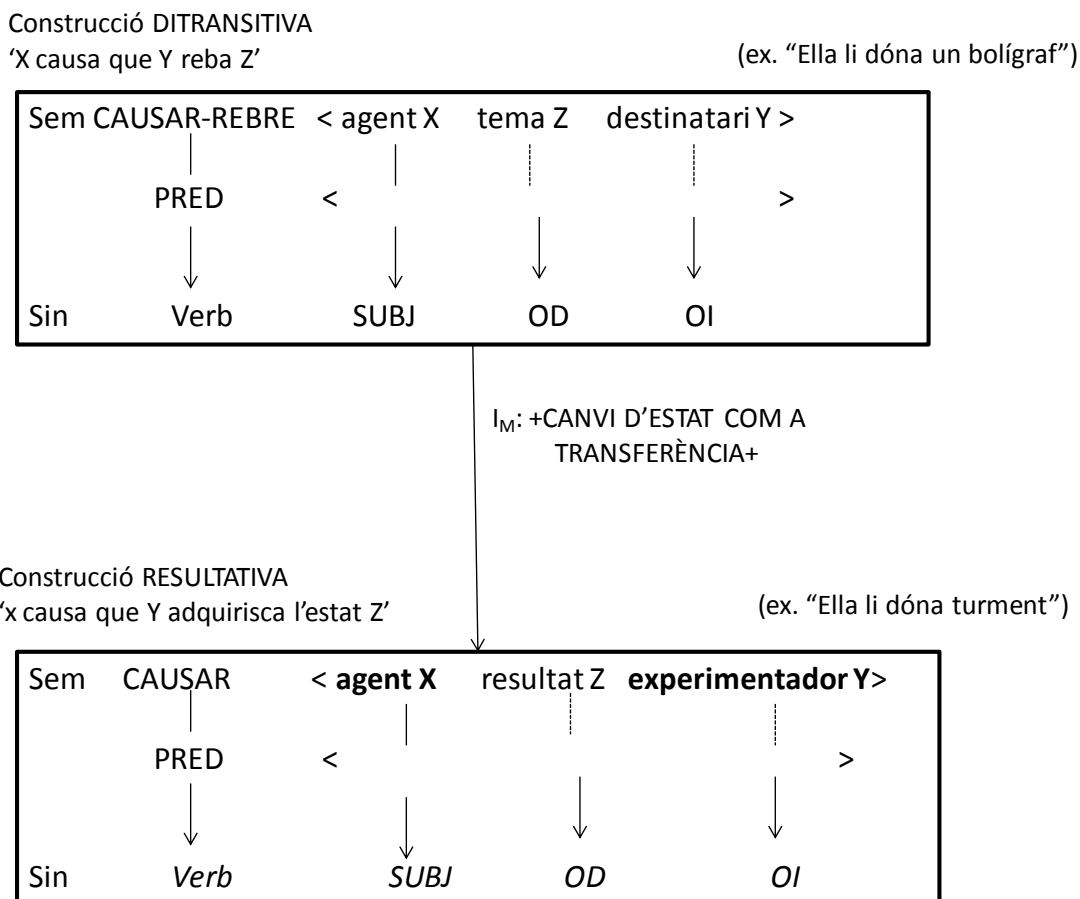 Construcció DITRANSITIVA
‘X causa que Y reba Z’
(ex. “Ella li dóna un bolígraf”)
Sem CAUSAR-REBRE < agent X tema Z destinatari Y >
PRED < >
Sin Verb SUBJ OD OI
I_M: +CANVI D’ESTAT COM A
TRANSFERÈNCIA+
Construcció RESULTATIVA
‘x causa que Y adquirisca l’estat Z’
(ex. “Ella li dóna turment”)
Sem CAUSAR < agent X resultat Z experimentador Y>
PRED < >
Sin Verb SUBJ OD OI